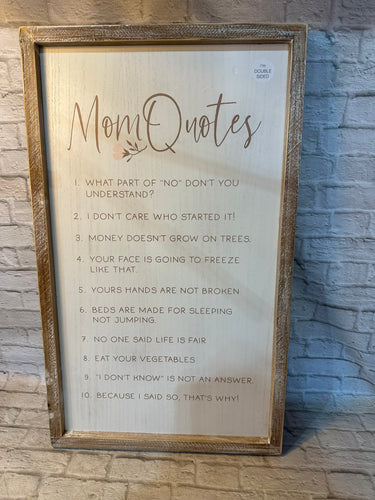 I'm
DOUBLE
SIDED
Mom Quotes
1. WHAT PART OF "NO" DON'T YOU
UNDERSTAND?
2. I DON'T CARE WHO STARTED IT!
3. MONEY DOESN'T GROW ON TREES.
4. YOUR FACE IS GOING TO FREEZE
LIKE THAT.
5. YOURS HANDS ARE NOT BROKEN
6. BEDS ARE MADE FOR SLEEPING
NOT JUMPING.
7. NO ONE SAID LIFE IS FAIR
8. EAT YOUR VEGETABLES
9. "I DON'T KNOW" IS NOT AN ANSWER.
10. BECAUSE I SAID SO, THAT'S WHY!